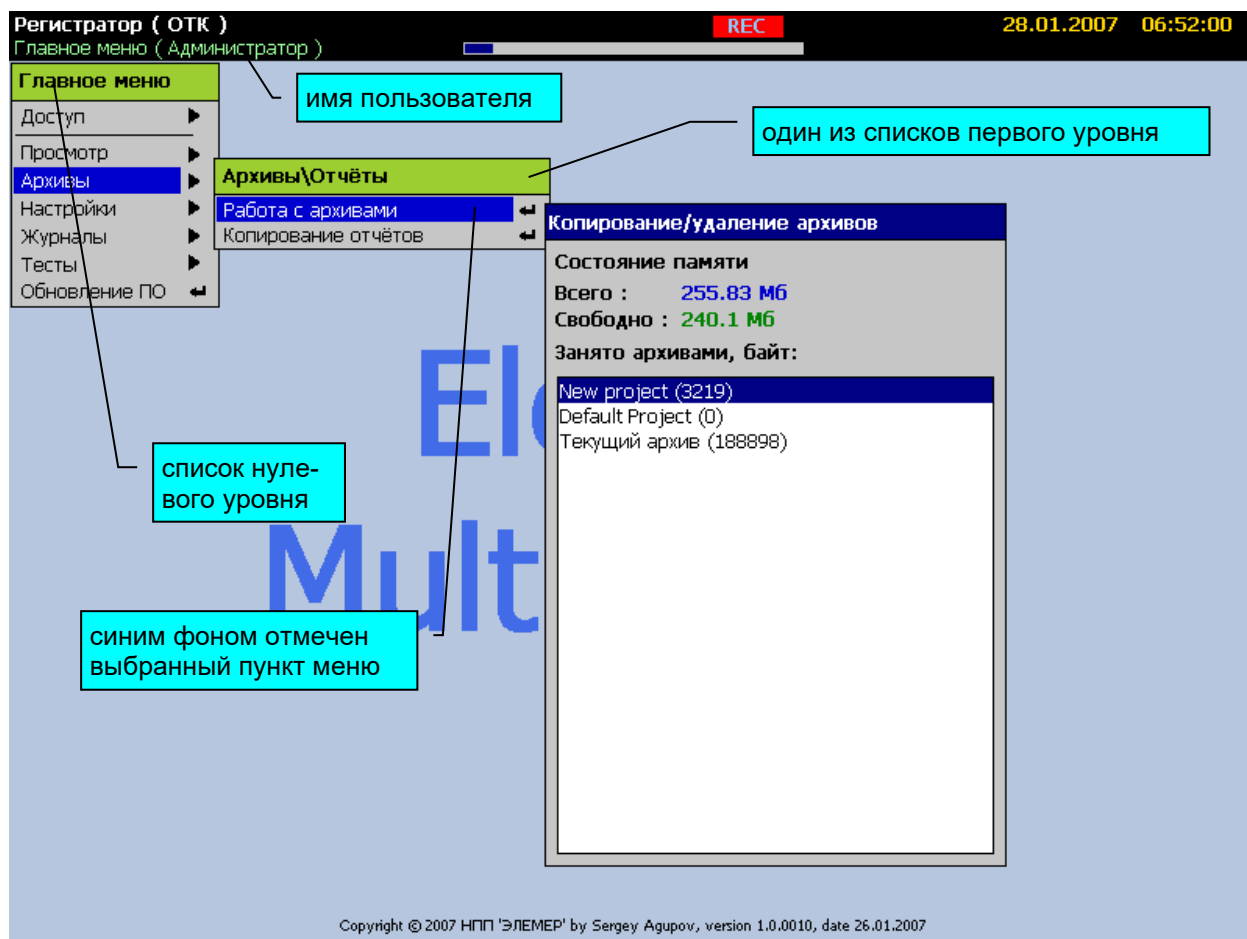 Регистратор ( ОТК )
REC
28.01.2007 06:52:00
Главное меню ( Администратор )
Главное меню
имя пользователя
Доступ
один из списков первого уровня
Просмотр
Архивы
Архивы\Отчёты
Настройки
Работа с архивами
Журналы
Копирование отчётов
Копирование/удаление архивов
Тесты
Состояние памяти
Обновление ПО
Всего : 255.83 Мб
Свободно : 240.1 Мб
Занято архивами, байт:
New project (3219)
Default Project (0)
Текущий архив (188898)
список нуле-
вого уровня
Mult
синим фоном отмечен
выбранный пункт меню
Copyright © 2007 НПП 'ЭЛЕМЕР' by Sergey Agupov, version 1.0.0010, date 26.01.2007